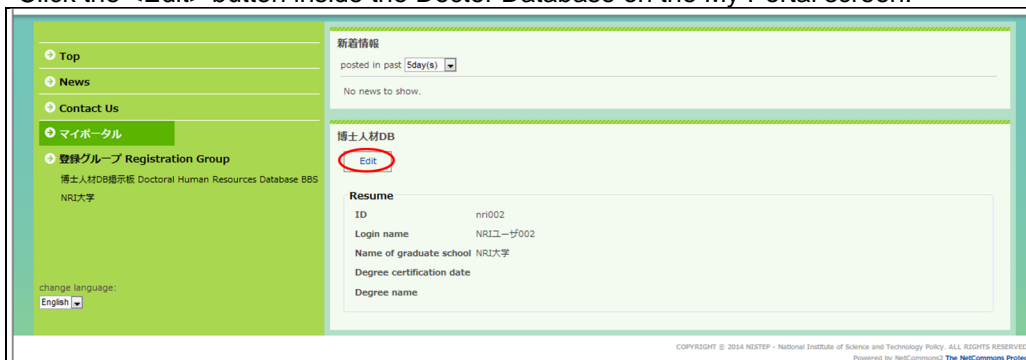 Click the <Edit> button inside the Doctor Database on the My Portal screen.
Top
News
Contact Us
マイポータル
登録グループ Registration Group
博士人材DB掲示板 Doctoral Human Resources Database BBS
NRI大学
change language:
English
新着情報
posted in past 5day(s)
No news to show.
博士人材DB
Edit
Resume
ID nri002
Login name NRIユーザ002
Name of graduate school NRI大学
Degree certification date
Degree name
COPYRIGHT © 2014 NISTEP - National Institute of Science and Technology Policy. ALL RIGHTS RESERVED
Powered by NetCommons2 The NetCommons Project